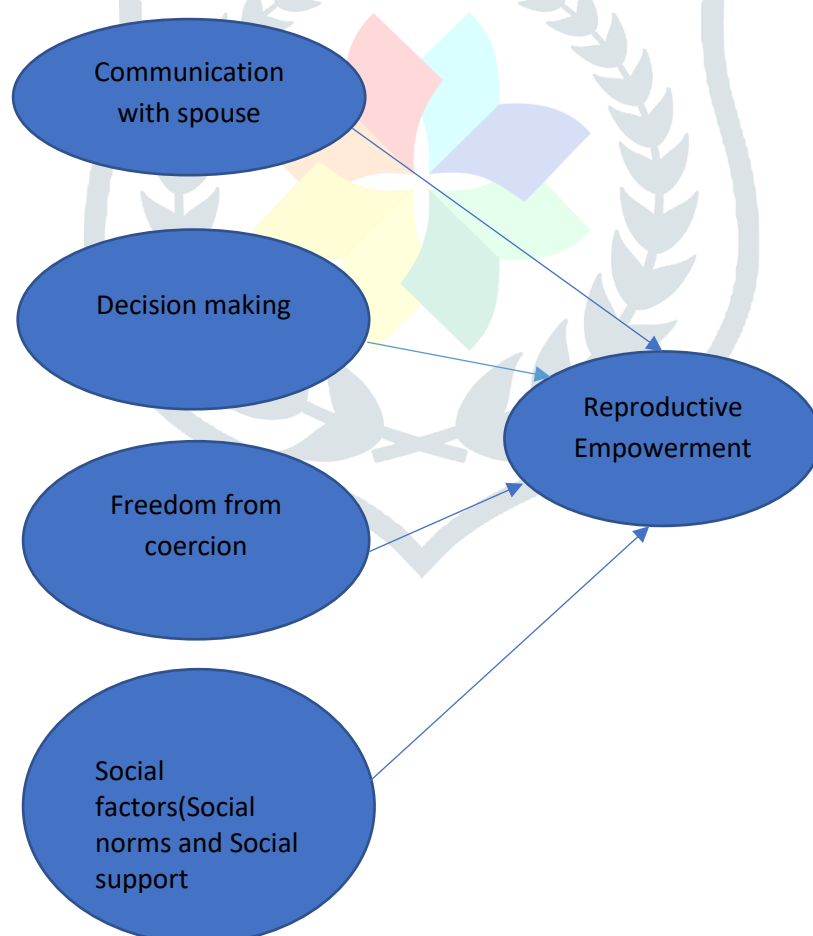 Communication
with spouse
Decision making
Reproductive
Empowerment
Freedom from
coercion
Social
factors(Social
norms and Social
support